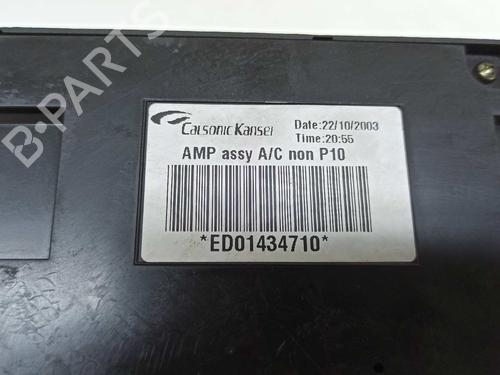 B-PARTS
Calsonic Kansei
Date:22/10/2003
Time:20:55
AMP assy A/C non P10
*ED01434710*